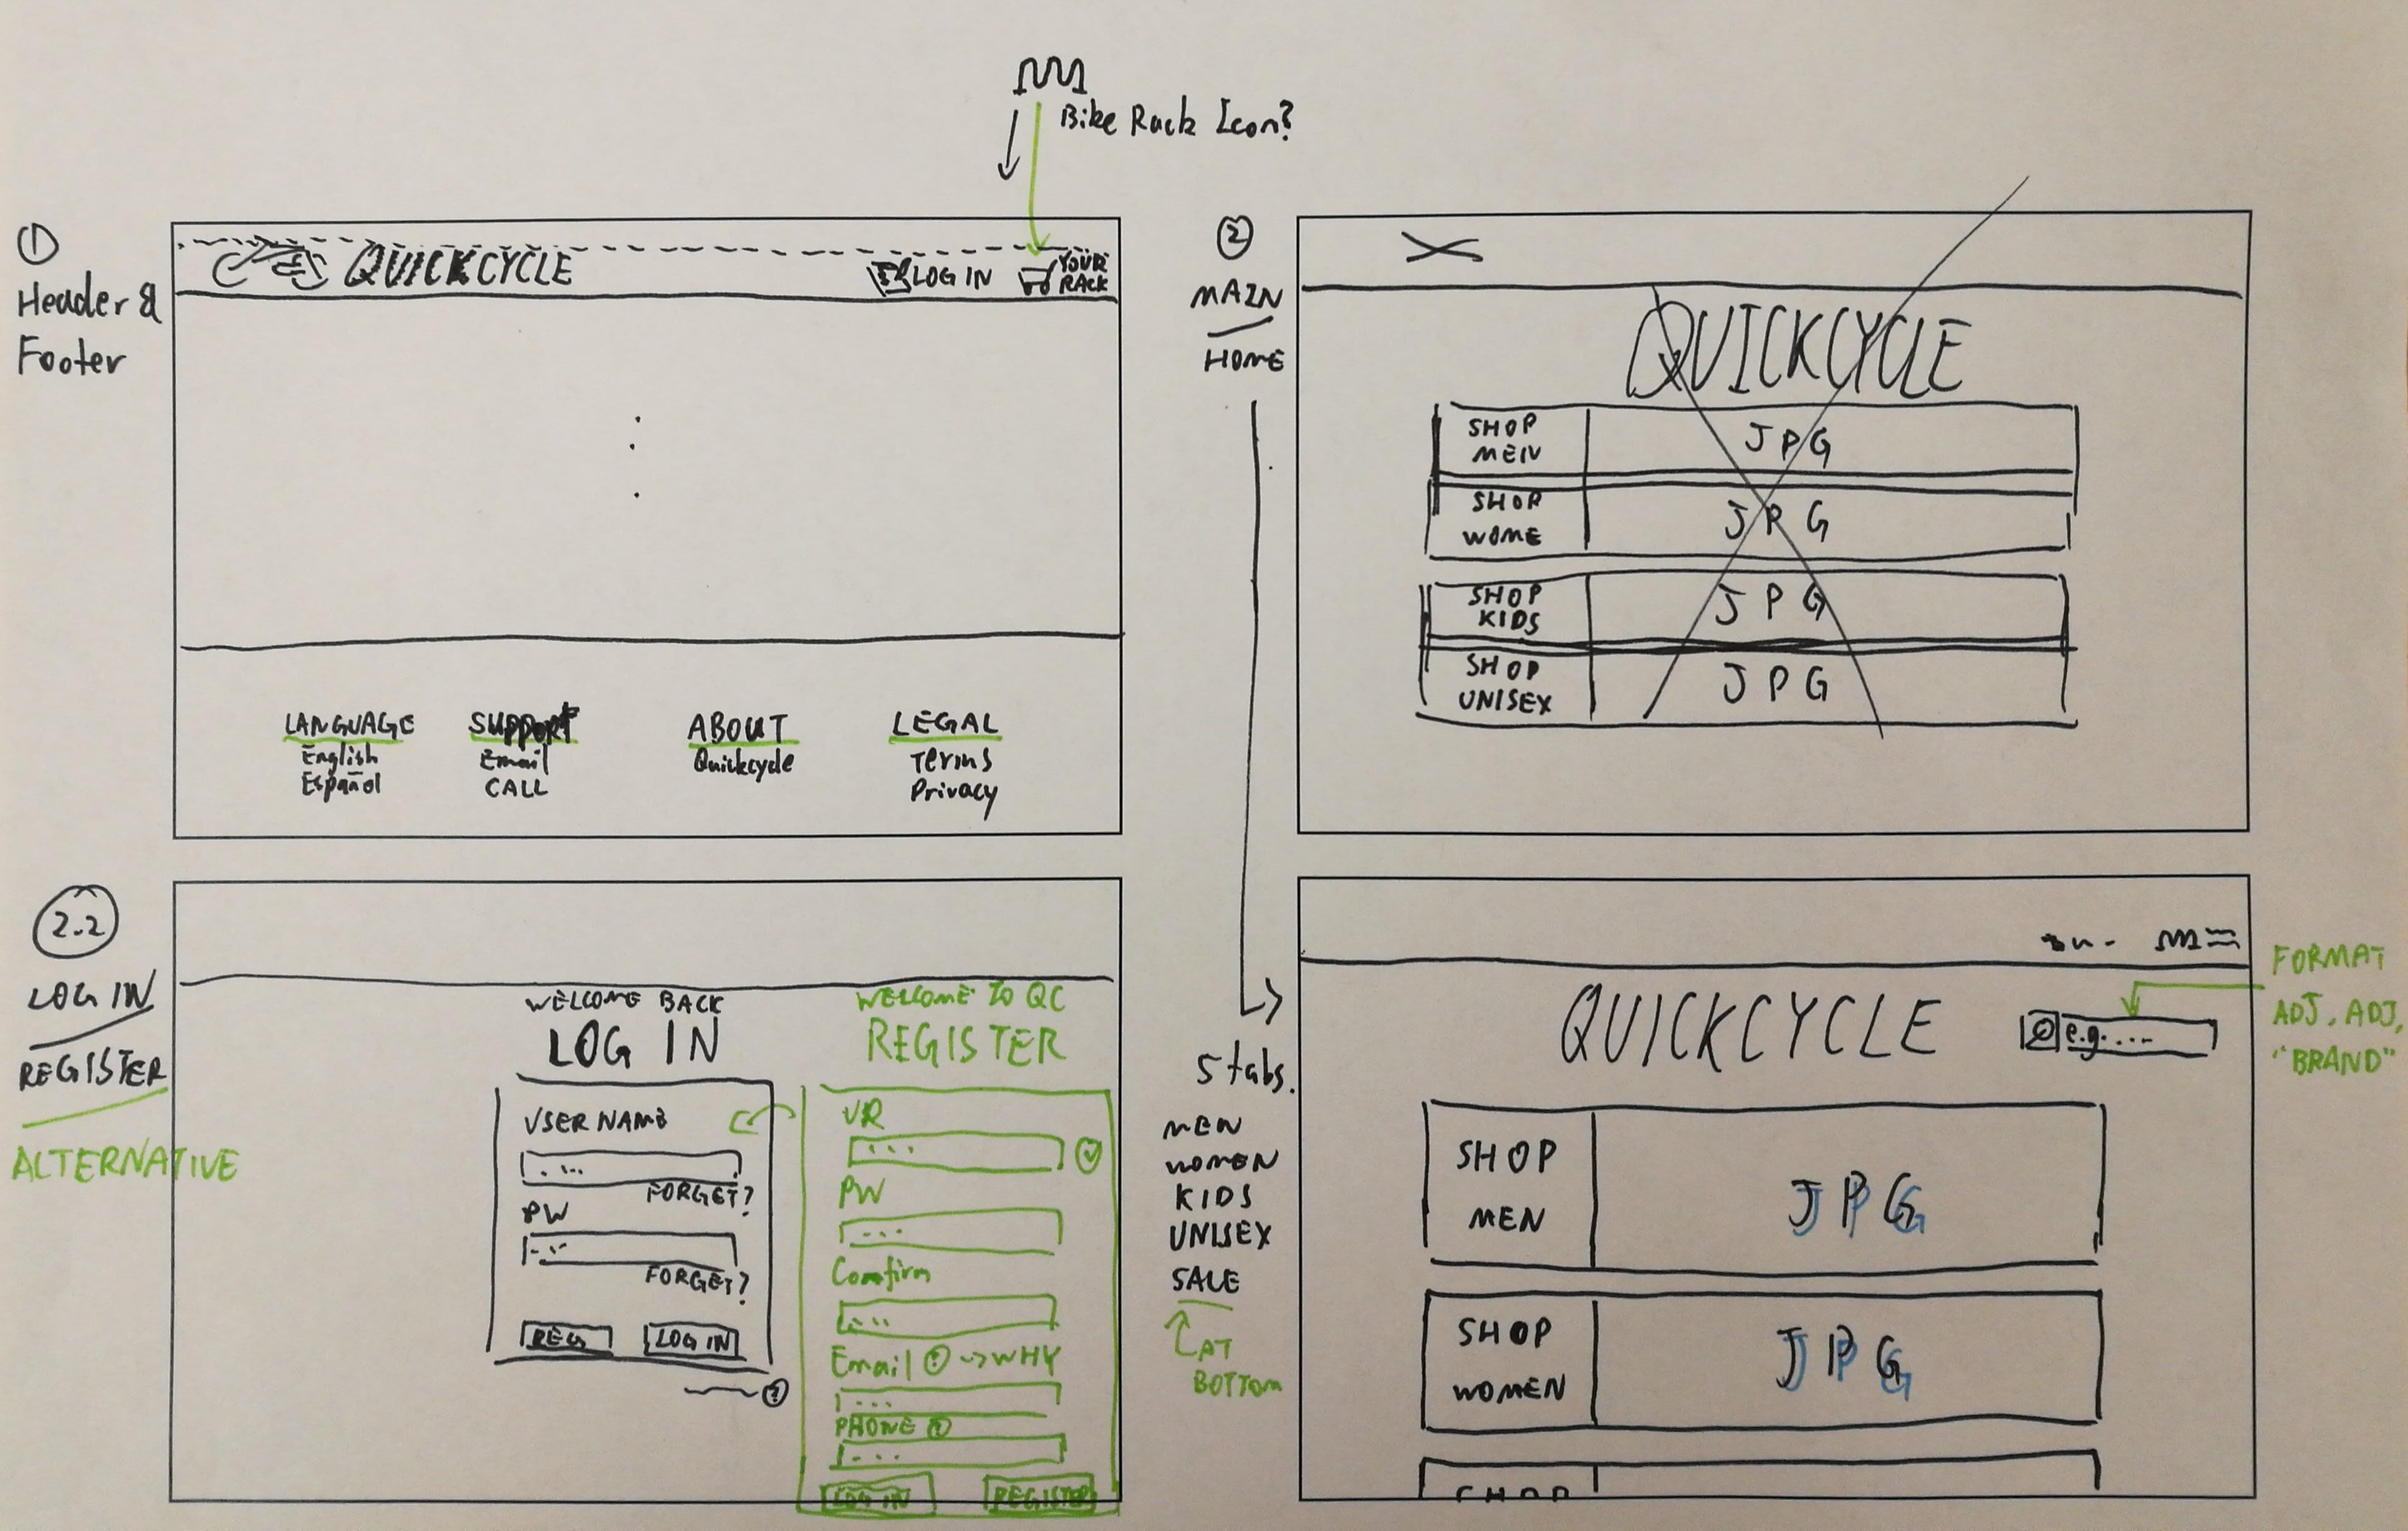 Bike Rack Icon?
①
Header &
Footer
QUICKCYCLE
LOG IN
YOUR
RACK
LANGUAGE
English
Español
SUPPORT
Email
CALL
ABOUT
Quickcycle
LEGAL
Terms
Privacy
②
MAIN
HOME
QUICKCYCLE
SHOP
MEN
JPG
SHOP
WOME
JPG
SHOP
KIDS
JPG
SHOP
UNISEX
JPG
2.2
LOG IN
REGISTER
ALTERNATIVE
WELCOME BACK
LOG IN
USER NAME
...
FORGET?
PW
...
FORGET?
REG
LOG IN
?
WELCOME TO QC
REGISTER
...
PW
...
Comfirm
...
Email ? -> WHY
...
PHONE ?
...
LOG IN
REGISTER
5 tabs.
MEN
WOMEN
KIDS
UNISEX
SALE
AT
BOTTOM
QUICKCYCLE
e.g. ...
FORMAT
ADJ, ADJ,
"BRAND"
SHOP
MEN
JPG
SHOP
WOMEN
JPG
SHOP